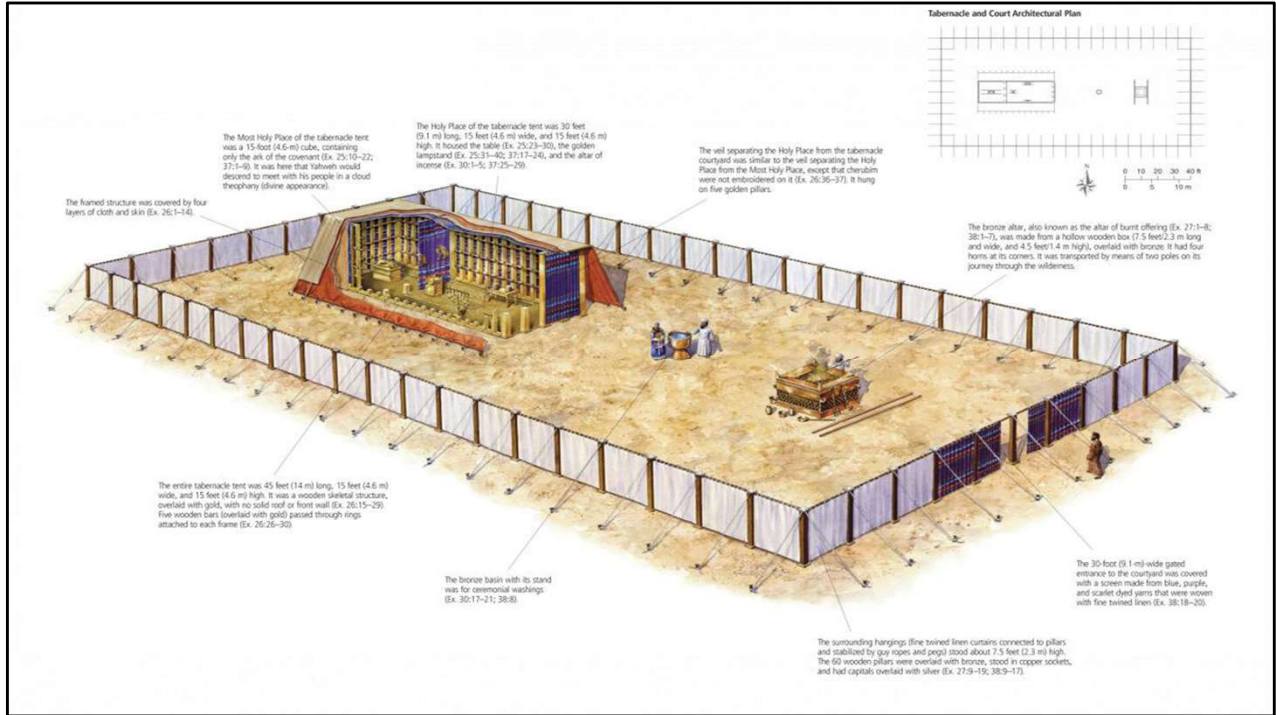 Tabernacle and Court Architectural Plan
N
0 10 20 30 40 ft
0 5 10 m
The Most Holy Place of the tabernacle tent
was a 15-foot (4.6-m) cube, containing
only the ark of the covenant (Ex. 25:10–22;
37:1–9). It was here that Yahweh would
descend to meet with his people in a cloud
theophany (divine appearance).
The Holy Place of the tabernacle tent was 30 feet
(9.1 m) long, 15 feet (4.6 m) wide, and 15 feet (4.6 m)
high. It housed the table (Ex. 25:23–30), the golden
lampstand (Ex. 25:31–40; 37:17–24), and the altar of
incense (Ex. 30:1–5; 37:25–29).
The veil separating the Holy Place from the tabernacle
courtyard was similar to the veil separating the Holy
Place from the Most Holy Place, except that cherubim
were not embroidered on it (Ex. 26:36–37). It hung
on five golden pillars.
The framed structure was covered by four
layers of cloth and skin (Ex. 26:1–14).
The bronze altar, also known as the altar of burnt offering (Ex. 27:1–8;
38:1–7), was made from a hollow wooden box (7.5 feet/2.3 m long
and wide, and 4.5 feet/1.4 m high), overlaid with bronze. It had four
horns at its corners. It was transported by means of two poles on its
journey through the wilderness.
The entire tabernacle tent was 45 feet (14 m) long, 15 feet (4.6 m)
wide, and 15 feet (4.6 m) high. It was a wooden skeletal structure,
overlaid with gold, with no solid roof or front wall (Ex. 26:15–29).
Five wooden bars (overlaid with gold) passed through rings
attached to each frame (Ex. 26:26–30).
The bronze basin with its stand
was for ceremonial washings
(Ex. 30:17–21; 38:8).
The 30-foot (9.1-m)-wide gated
entrance to the courtyard was covered
with a screen made from blue, purple,
and scarlet dyed yarns that were woven
with fine twined linen (Ex. 38:18–20).
The surrounding hangings (fine twined linen curtains connected to pillars
and stabilized by guy ropes and pegs) stood about 7.5 feet (2.3 m) high.
The 60 wooden pillars were overlaid with bronze, stood in copper sockets,
and had capitals overlaid with silver (Ex. 27:9–19; 38:9–17).